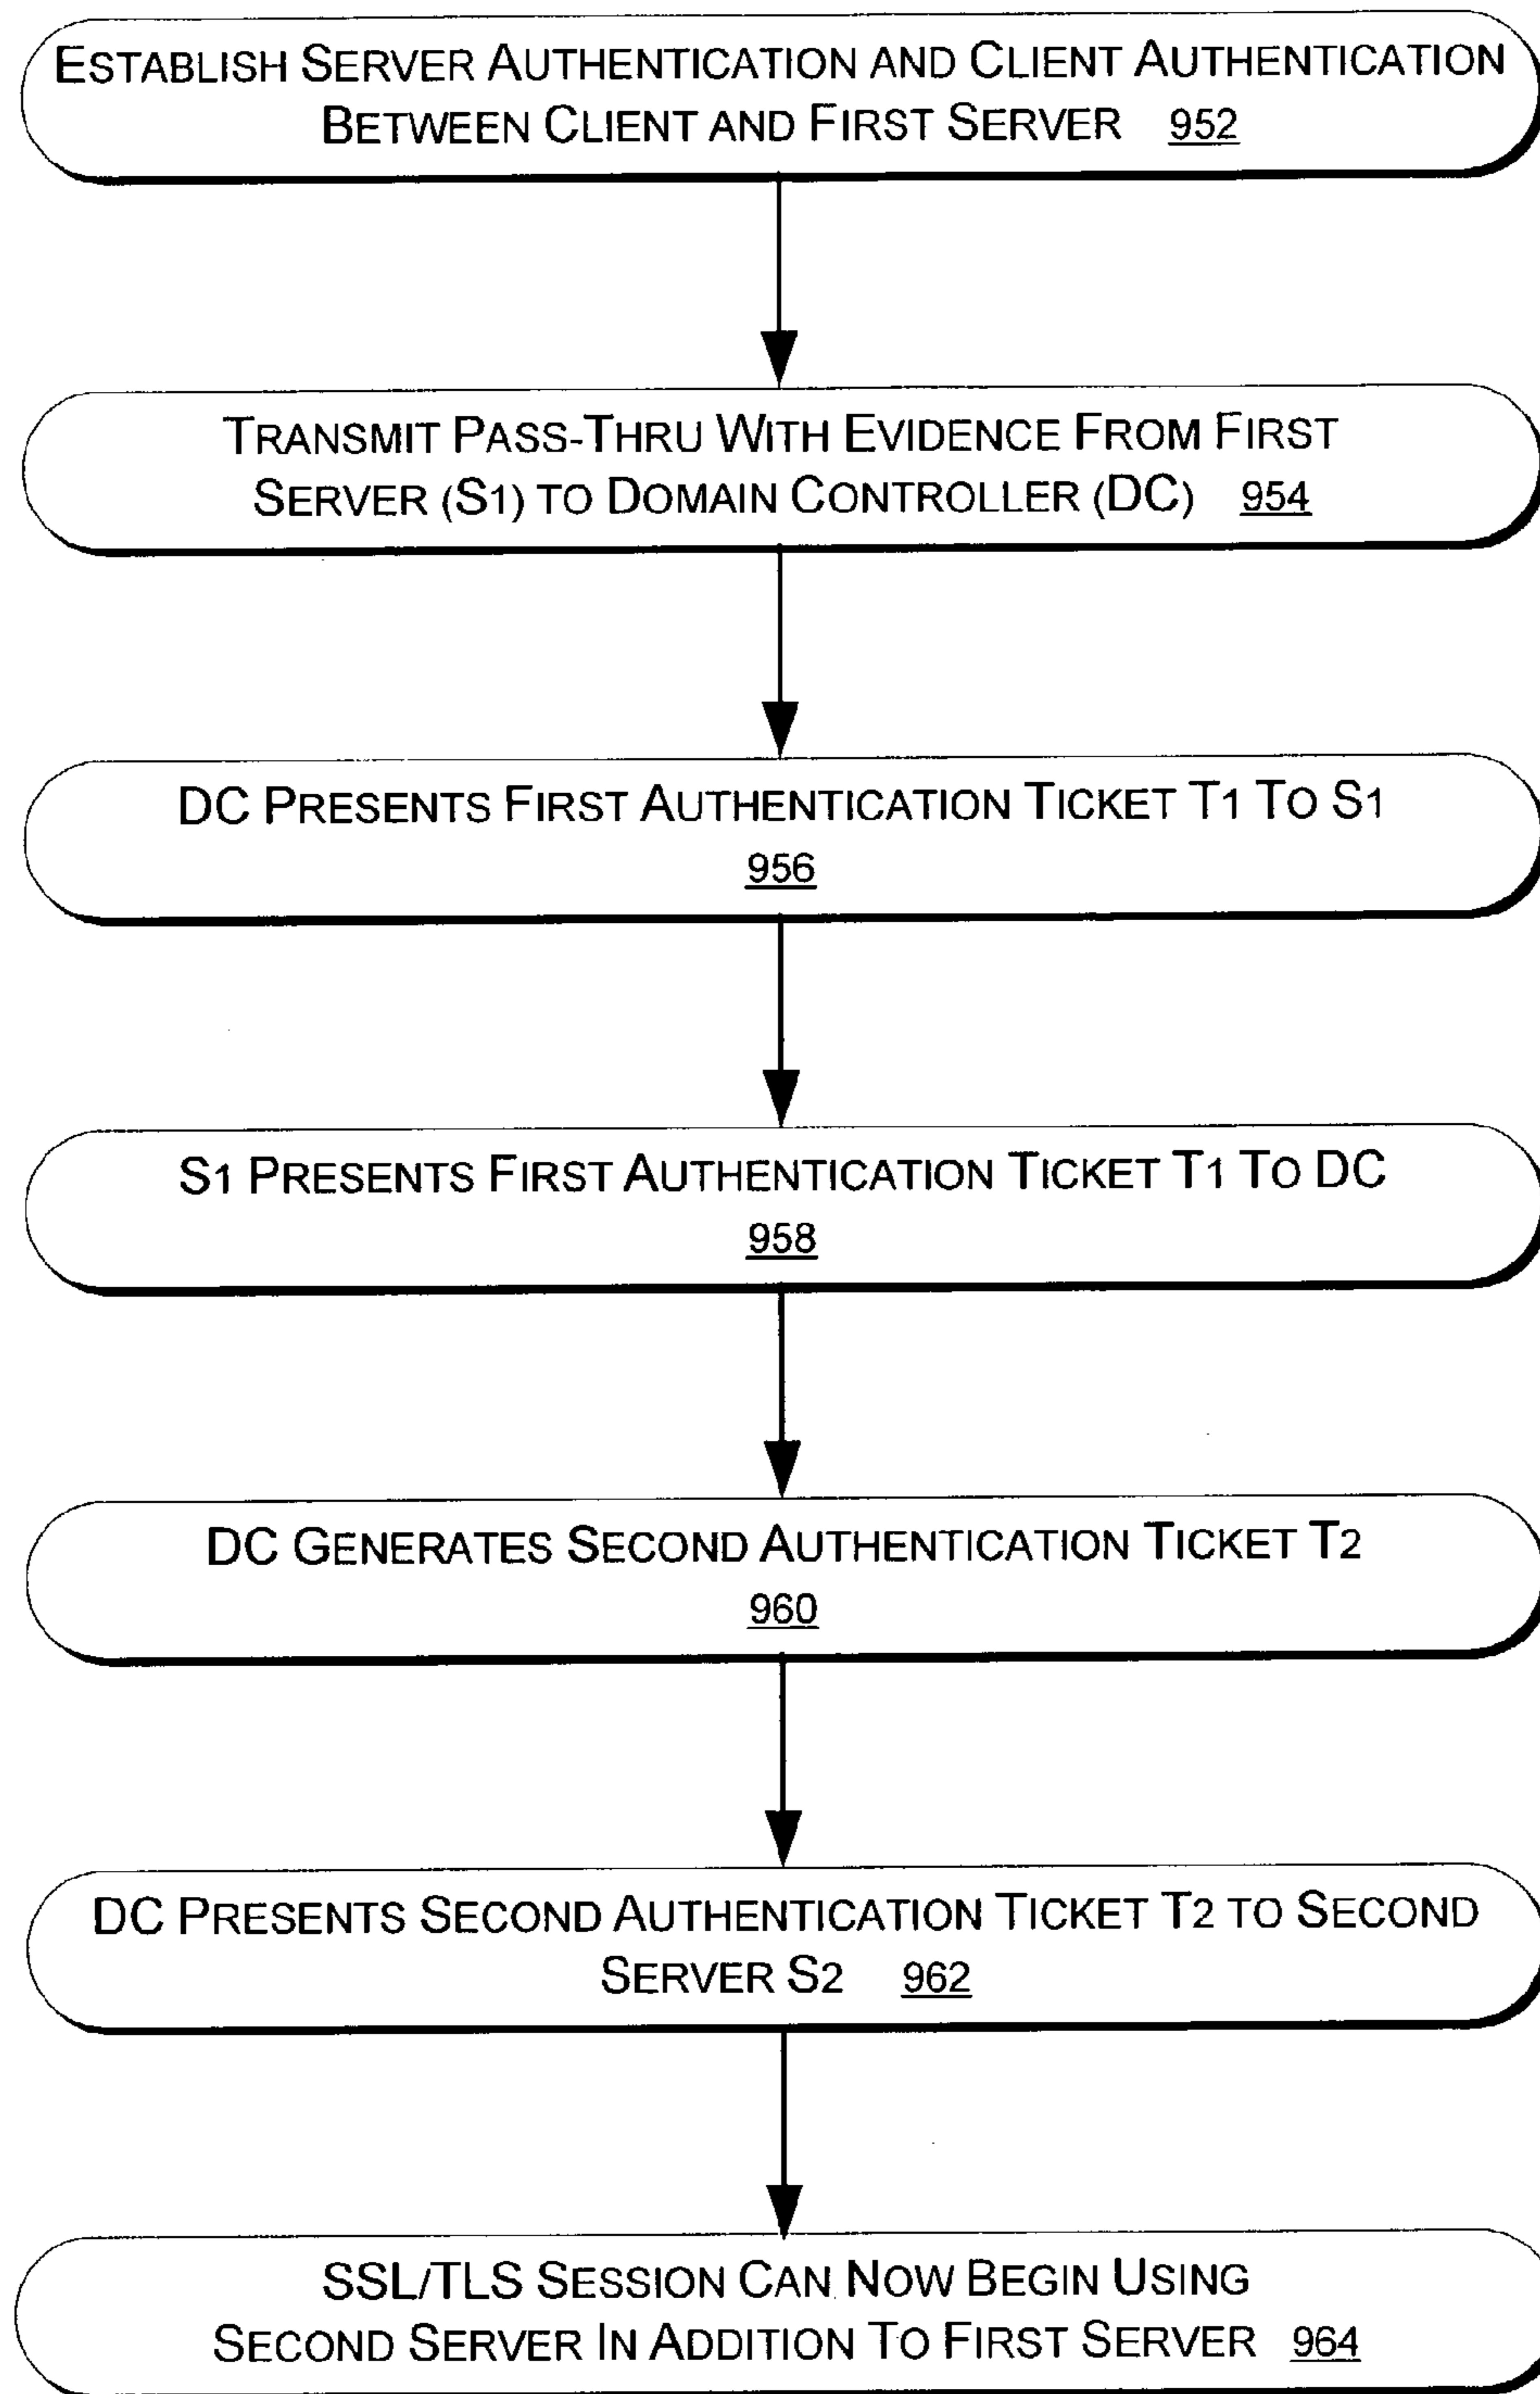 ESTABLISH SERVER AUTHENTICATION AND CLIENT AUTHENTICATION
BETWEEN CLIENT AND FIRST SERVER 952
TRANSMIT PASS-THRU WITH EVIDENCE FROM FIRST
SERVER (S1) TO DOMAIN CONTROLLER (DC) 954
DC PRESENTS FIRST AUTHENTICATION TICKET T1 TO S1
956
S1 PRESENTS FIRST AUTHENTICATION TICKET T1 TO DC
958
DC GENERATES SECOND AUTHENTICATION TICKET T2
960
DC PRESENTS SECOND AUTHENTICATION TICKET T2 TO SECOND
SERVER S2 962
SSL/TLS SESSION CAN NOW BEGIN USING
SECOND SERVER IN ADDITION TO FIRST SERVER 964